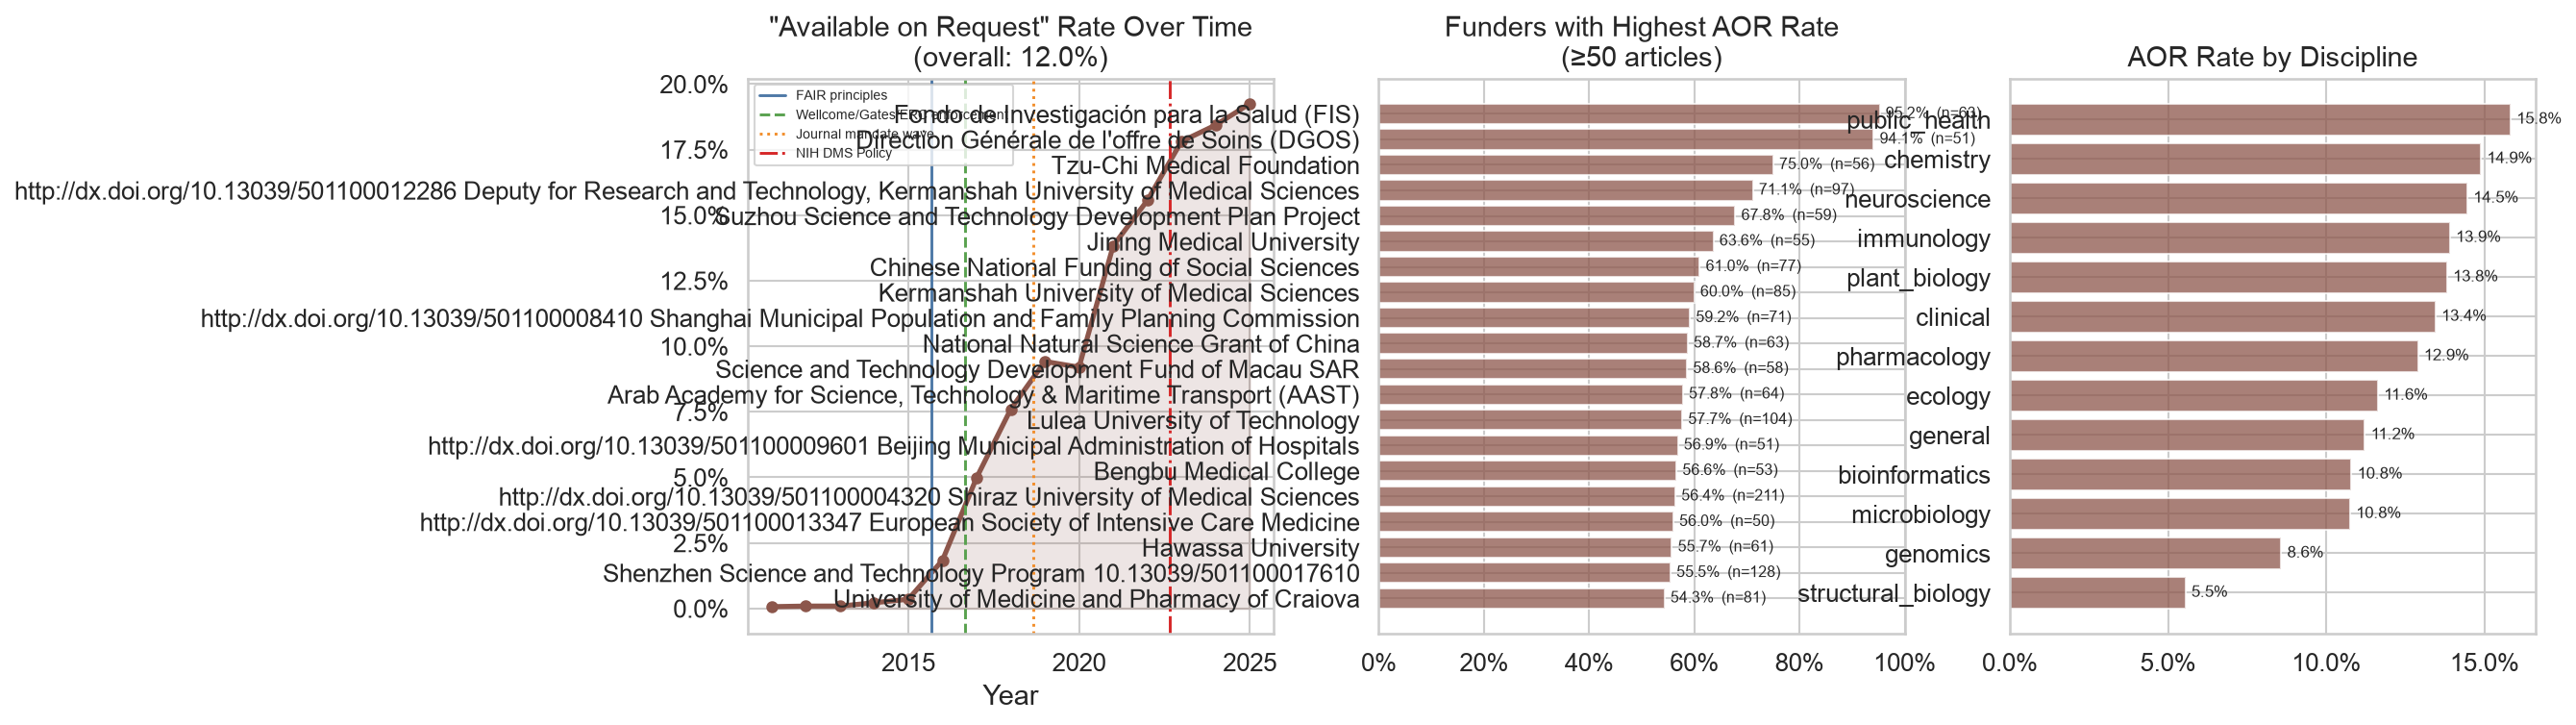 "Available on Request" Rate Over Time
(overall: 12.0%)
20.0%
17.5%
15.0%
12.5%
10.0%
7.5%
5.0%
2.5%
0.0%
FAIR principles
Wellcome/Gates/ERC enforcement
Journal mandate wave
NIH DMS Policy
2015
2020
2025
Year
Funders with Highest AOR Rate
(≥50 articles)
Fondo de Investigación para la Salud (FIS)
95.2% (n=63)
Direction Générale de l'offre de Soins (DGOS)
94.1% (n=51)
Tzu-Chi Medical Foundation
75.0% (n=56)
http://dx.doi.org/10.13039/501100012286 Deputy for Research and Technology, Kermanshah University of Medical Sciences
71.1% (n=97)
Suzhou Science and Technology Development Plan Project
67.8% (n=59)
Jining Medical University
63.6% (n=55)
Chinese National Funding of Social Sciences
61.0% (n=77)
Kermanshah University of Medical Sciences
60.0% (n=85)
http://dx.doi.org/10.13039/501100008410 Shanghai Municipal Population and Family Planning Commission
59.2% (n=71)
National Natural Science Grant of China
58.7% (n=63)
Science and Technology Development Fund of Macau SAR
58.6% (n=58)
Arab Academy for Science, Technology & Maritime Transport (AAST)
57.8% (n=64)
Lulea University of Technology
57.7% (n=104)
http://dx.doi.org/10.13039/501100009601 Beijing Municipal Administration of Hospitals
56.9% (n=51)
Bengbu Medical College
56.6% (n=53)
http://dx.doi.org/10.13039/501100004320 Shiraz University of Medical Sciences
56.4% (n=211)
http://dx.doi.org/10.13039/501100013347 European Society of Intensive Care Medicine
56.0% (n=50)
Hawassa University
55.7% (n=61)
Shenzhen Science and Technology Program 10.13039/501100017610
55.5% (n=128)
University of Medicine and Pharmacy of Craiova
54.3% (n=81)
0%
20%
40%
60%
80%
100%
AOR Rate by Discipline
public_health
15.8%
chemistry
14.9%
neuroscience
14.5%
immunology
13.9%
plant_biology
13.8%
clinical
13.4%
pharmacology
12.9%
ecology
11.6%
general
11.2%
bioinformatics
10.8%
microbiology
10.8%
genomics
8.6%
structural_biology
5.5%
0.0%
5.0%
10.0%
15.0%